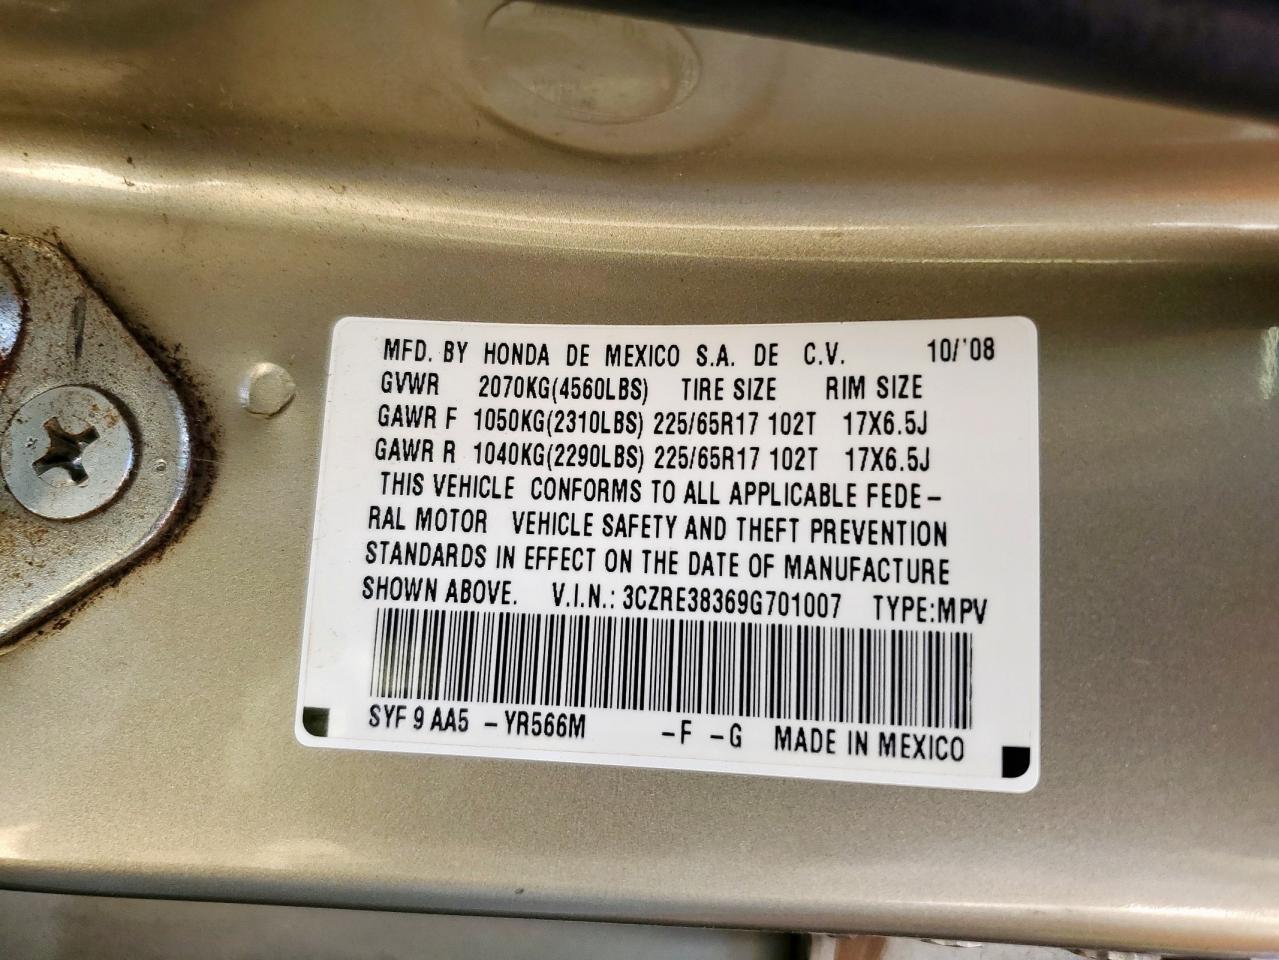 MFD. BY HONDA DE MEXICO S.A. DE C.V. 10/'08
GVWR 2070KG(4560LBS) TIRE SIZE RIM SIZE
GAWR F 1050KG(2310LBS) 225/65R17 102T 17X6.5J
GAWR R 1040KG(2290LBS) 225/65R17 102T 17X6.5J
THIS VEHICLE CONFORMS TO ALL APPLICABLE FEDE-
RAL MOTOR VEHICLE SAFETY AND THEFT PREVENTION
STANDARDS IN EFFECT ON THE DATE OF MANUFACTURE
SHOWN ABOVE. V.I.N.: 3CZRE38369G701007 TYPE:MPV
SYF 9 AA5 -YR566M -F -G MADE IN MEXICO